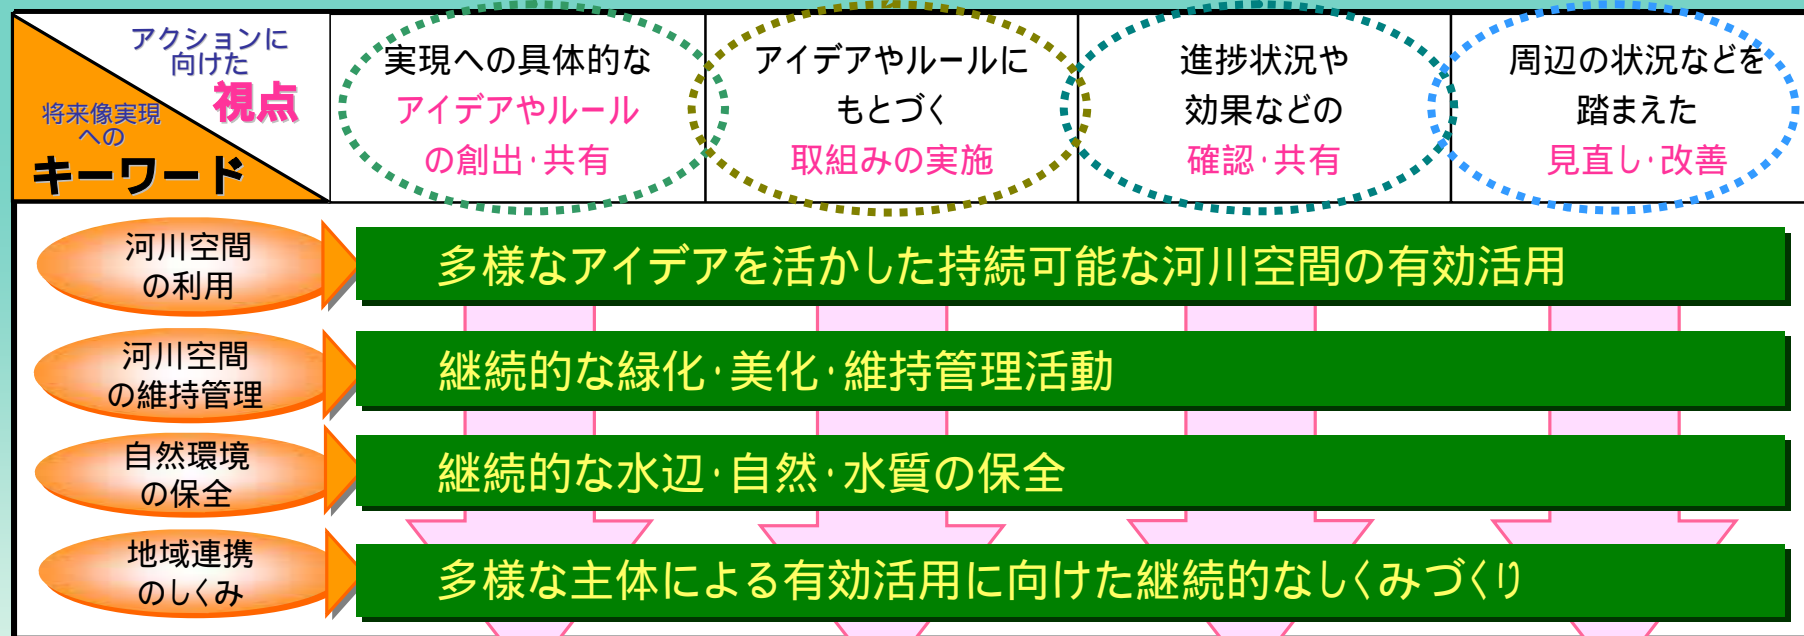 アクションに
向けた
視点
将来像実現
への
キーワード
実現への具体的な
アイデアやルール
の創出・共有
アイデアやルールに
もとづく
取組みの実施
進捗状況や
効果などの
確認・共有
周辺の状況などを
踏まえた
見直し・改善
河川空間
の利用
多様なアイデアを活かした持続可能な河川空間の有効活用
河川空間
の維持管理
継続的な緑化・美化・維持管理活動
自然環境
の保全
継続的な水辺・自然・水質の保全
地域連携
のしくみ
多様な主体による有効活用に向けた継続的なしくみづくり